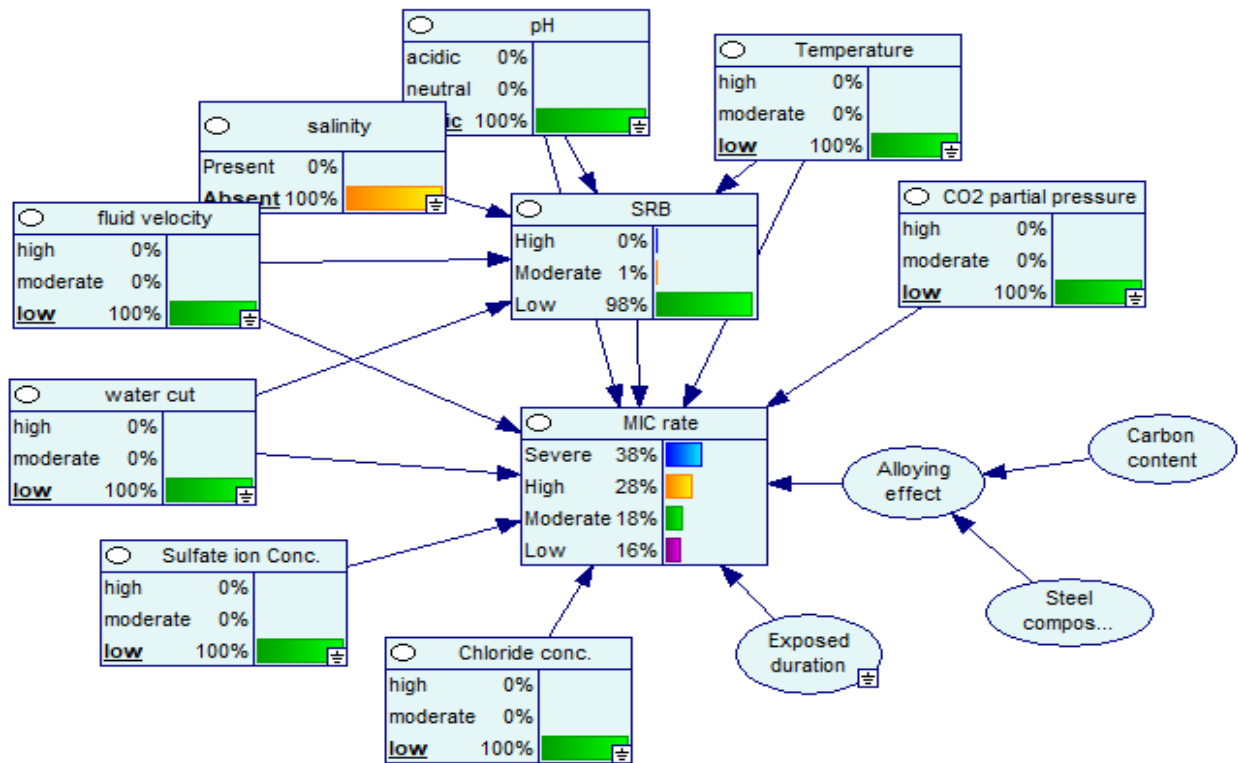 pH
acidic 0%
neutral 0%
100%
Temperature
high 0%
moderate 0%
low 100%
salinity
Present 0%
Absent 100%
CO2 partial pressure
high 0%
moderate 0%
low 100%
SRB
High 0%
Moderate 1%
Low 98%
fluid velocity
high 0%
moderate 0%
low 100%
water cut
high 0%
moderate 0%
low 100%
MIC rate
Severe 38%
High 28%
Moderate 18%
Low 16%
Carbon
content
Alloying
effect
Sulfate ion Conc.
high 0%
moderate 0%
low 100%
Steel
compos...
Exposed
duration
Chloride conc.
high 0%
moderate 0%
low 100%